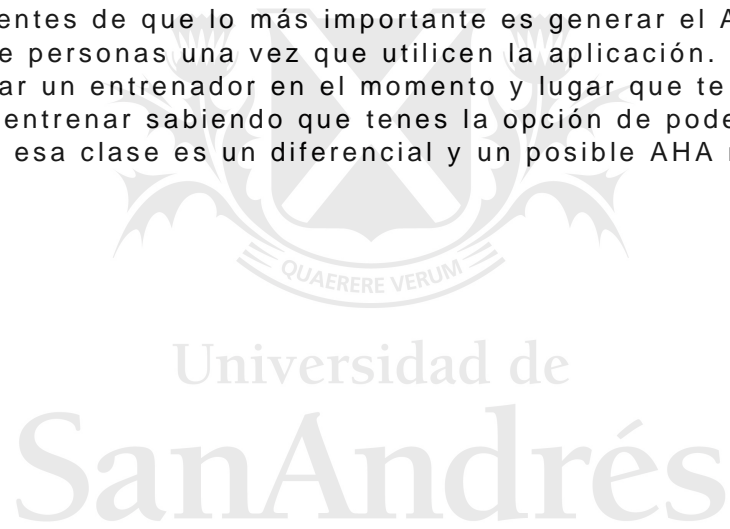 entes de que lo más importante es generar el A
e personas una vez que utilicen la aplicación.
ar un entrenador en el momento y lugar que te
entrenar sabiendo que tenes la opción de pode
esa clase es un diferencial y un posible AHA
QUAERERE VERUM
Universidad de
SanAndrés